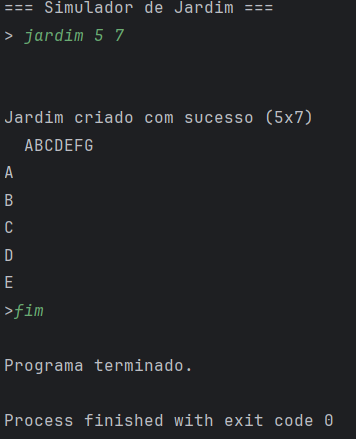 === Simulador de Jardim ===
> jardim 5 7
Jardim criado com sucesso (5x7)
  ABCDEFG
A
B
C
D
E
>fim
Programa terminado.
Process finished with exit code 0